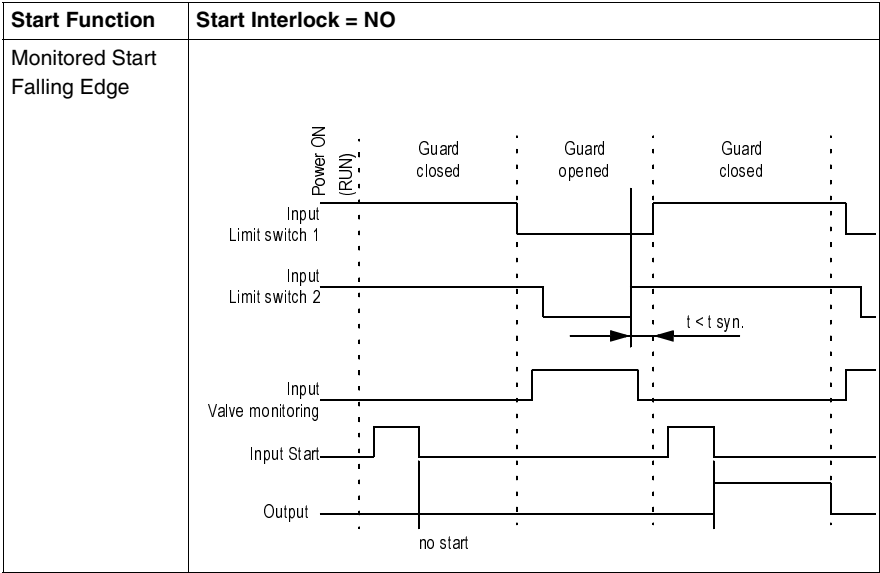 Start Function
Start Interlock = NO
Monitored Start
Falling Edge
Power ON
(RUN)
Guard
closed
Guard
opened
Guard
closed
Input
Limit switch 1
Input
Limit switch 2
t < t syn.
Input
Valve monitoring
Input Start
Output
no start